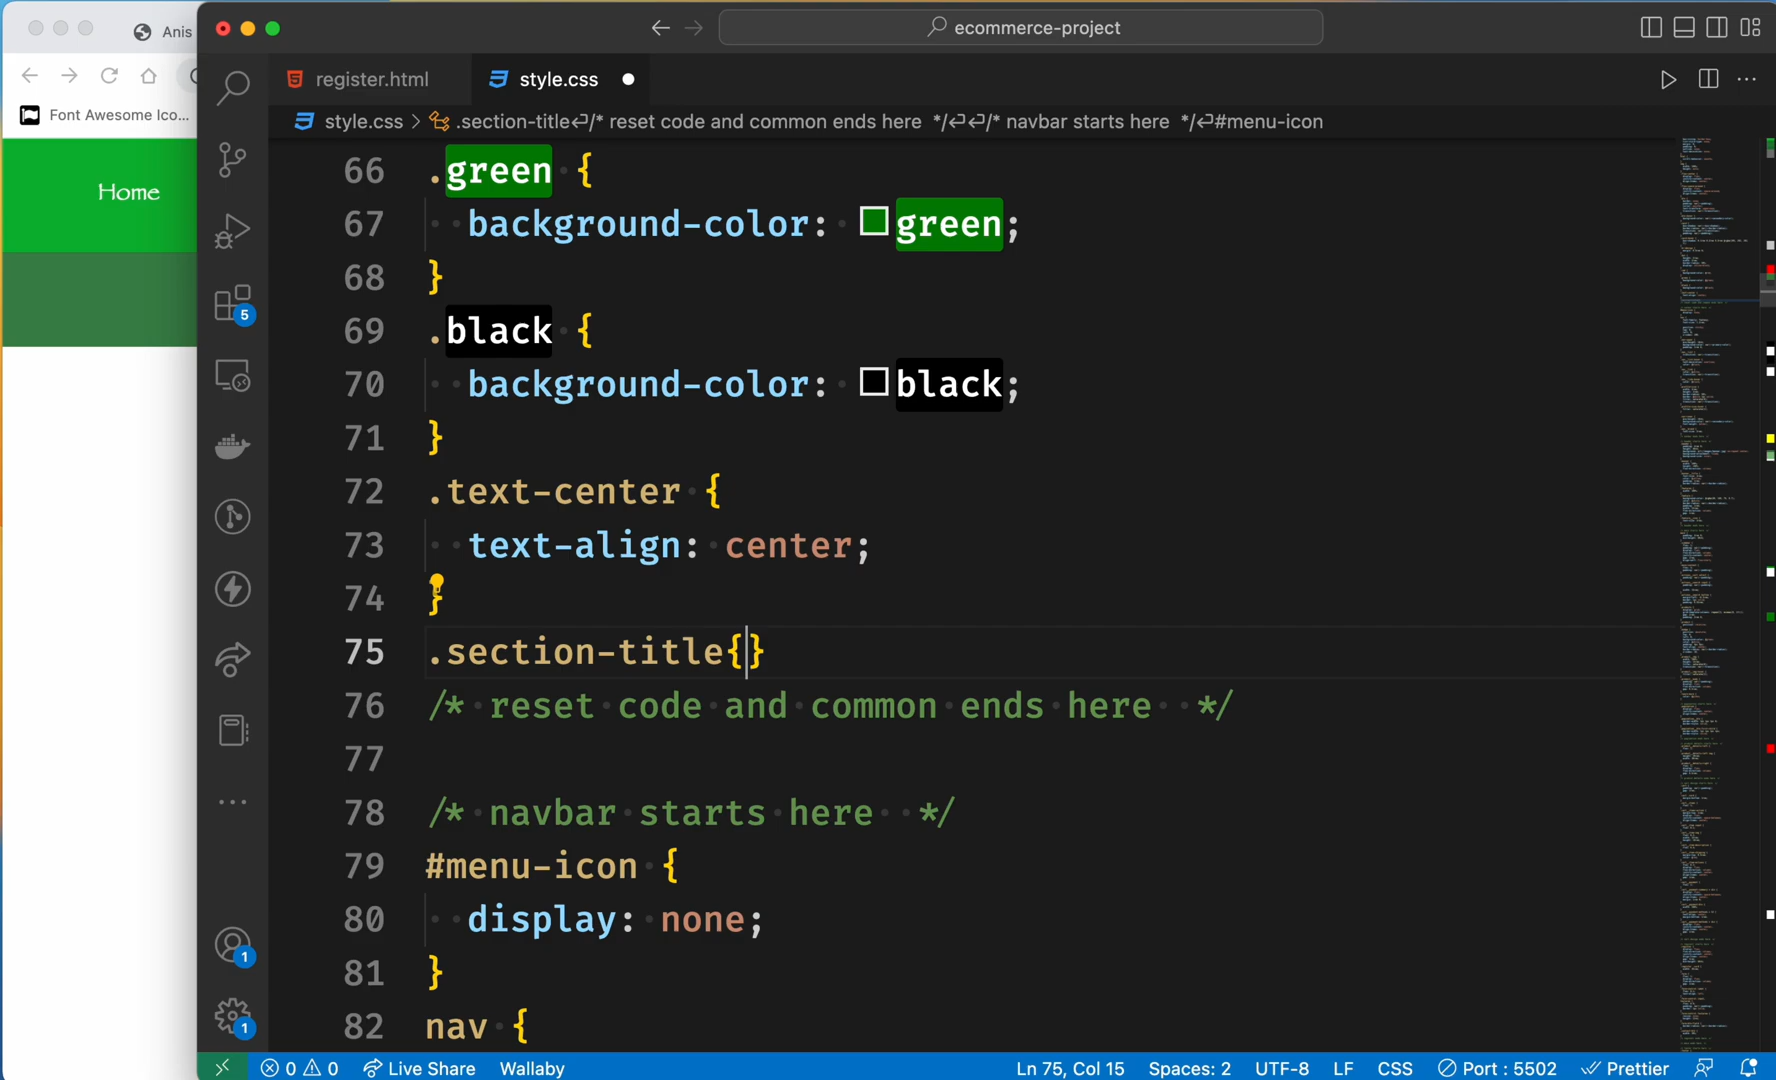 Anis
ecommerce-project
register.html
style.css
Font Awesome Ico...
style.css > .section-title↵/* reset code and common ends here */↵↵/* navbar starts here */↵#menu-icon
Home
66 .green {
67 background-color: green;
68 }
69 .black {
70 background-color: black;
71 }
72 .text-center {
73 text-align: center;
74 }
75 .section-title{}
76 /* reset code and common ends here */
77
78 /* navbar starts here */
79 #menu-icon {
80 display: none;
81 }
82 nav {
5
1
1
0 0 Live Share Wallaby Ln 75, Col 15 Spaces: 2 UTF-8 LF CSS Port : 5502 Prettier